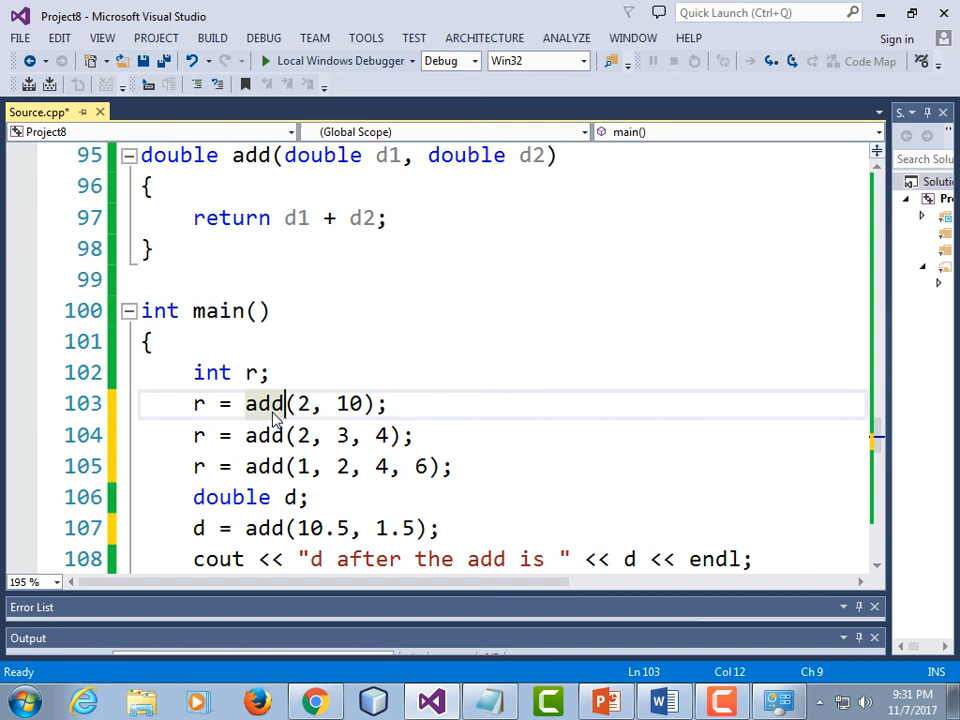 Project8 - Microsoft Visual Studio
Quick Launch (Ctrl+Q)
FILE EDIT VIEW PROJECT BUILD DEBUG TEAM TOOLS TEST ARCHITECTURE ANALYZE WINDOW HELP Sign in
Local Windows Debugger Debug Win32 Code Map
Source.cpp* S..
Project8 (Global Scope) main()
Search Solu
Soluti
Pr
95 double add(double d1, double d2)
96 {
97 return d1 + d2;
98 }
99
100 int main()
101 {
102 int r;
103 r = add(2, 10);
104 r = add(2, 3, 4);
105 r = add(1, 2, 4, 6);
106 double d;
107 d = add(10.5, 1.5);
108 cout << "d after the add is " << d << endl;
195 %
Error List
Output
Ready Ln 103 Col 12 Ch 9 INS
9:31 PM
11/7/2017